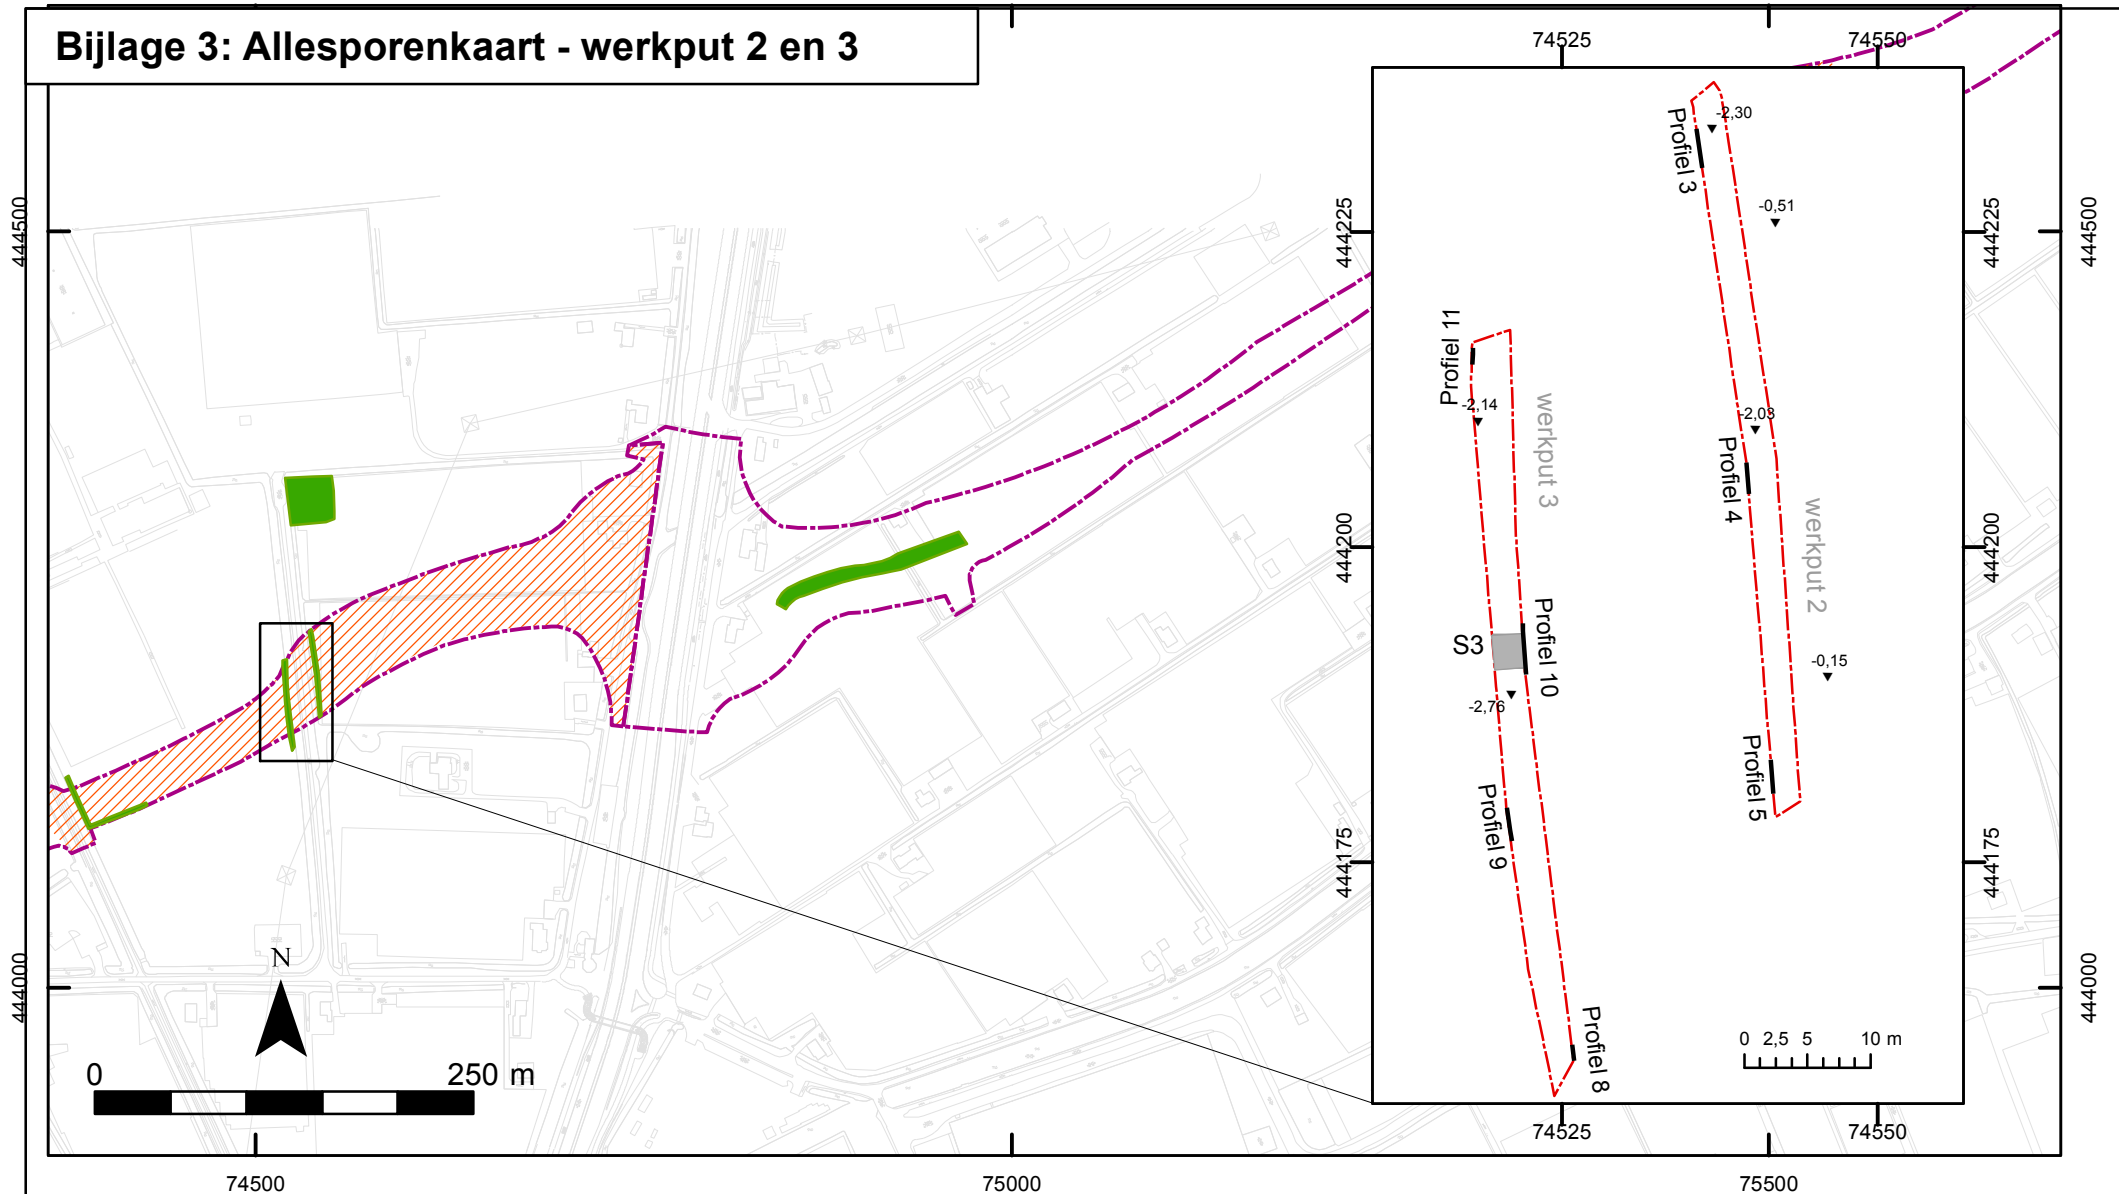 Bijlage 3: Allesporenkaart - werkput 2 en 3
74525
74550
444500
444225
444225
444500
Profiel 3
-2,30
-0,51
Profiel 11
-2,14
werkput 3
-2,03
Profiel 4
werkput 2
444200
444200
S3
Profiel 10
-2,76
-0,15
Profiel 5
Profiel 9
444175
444175
Profiel 8
N
444000
444000
0
250 m
0 2,5 5 10 m
74525
74550
74500
75000
75500